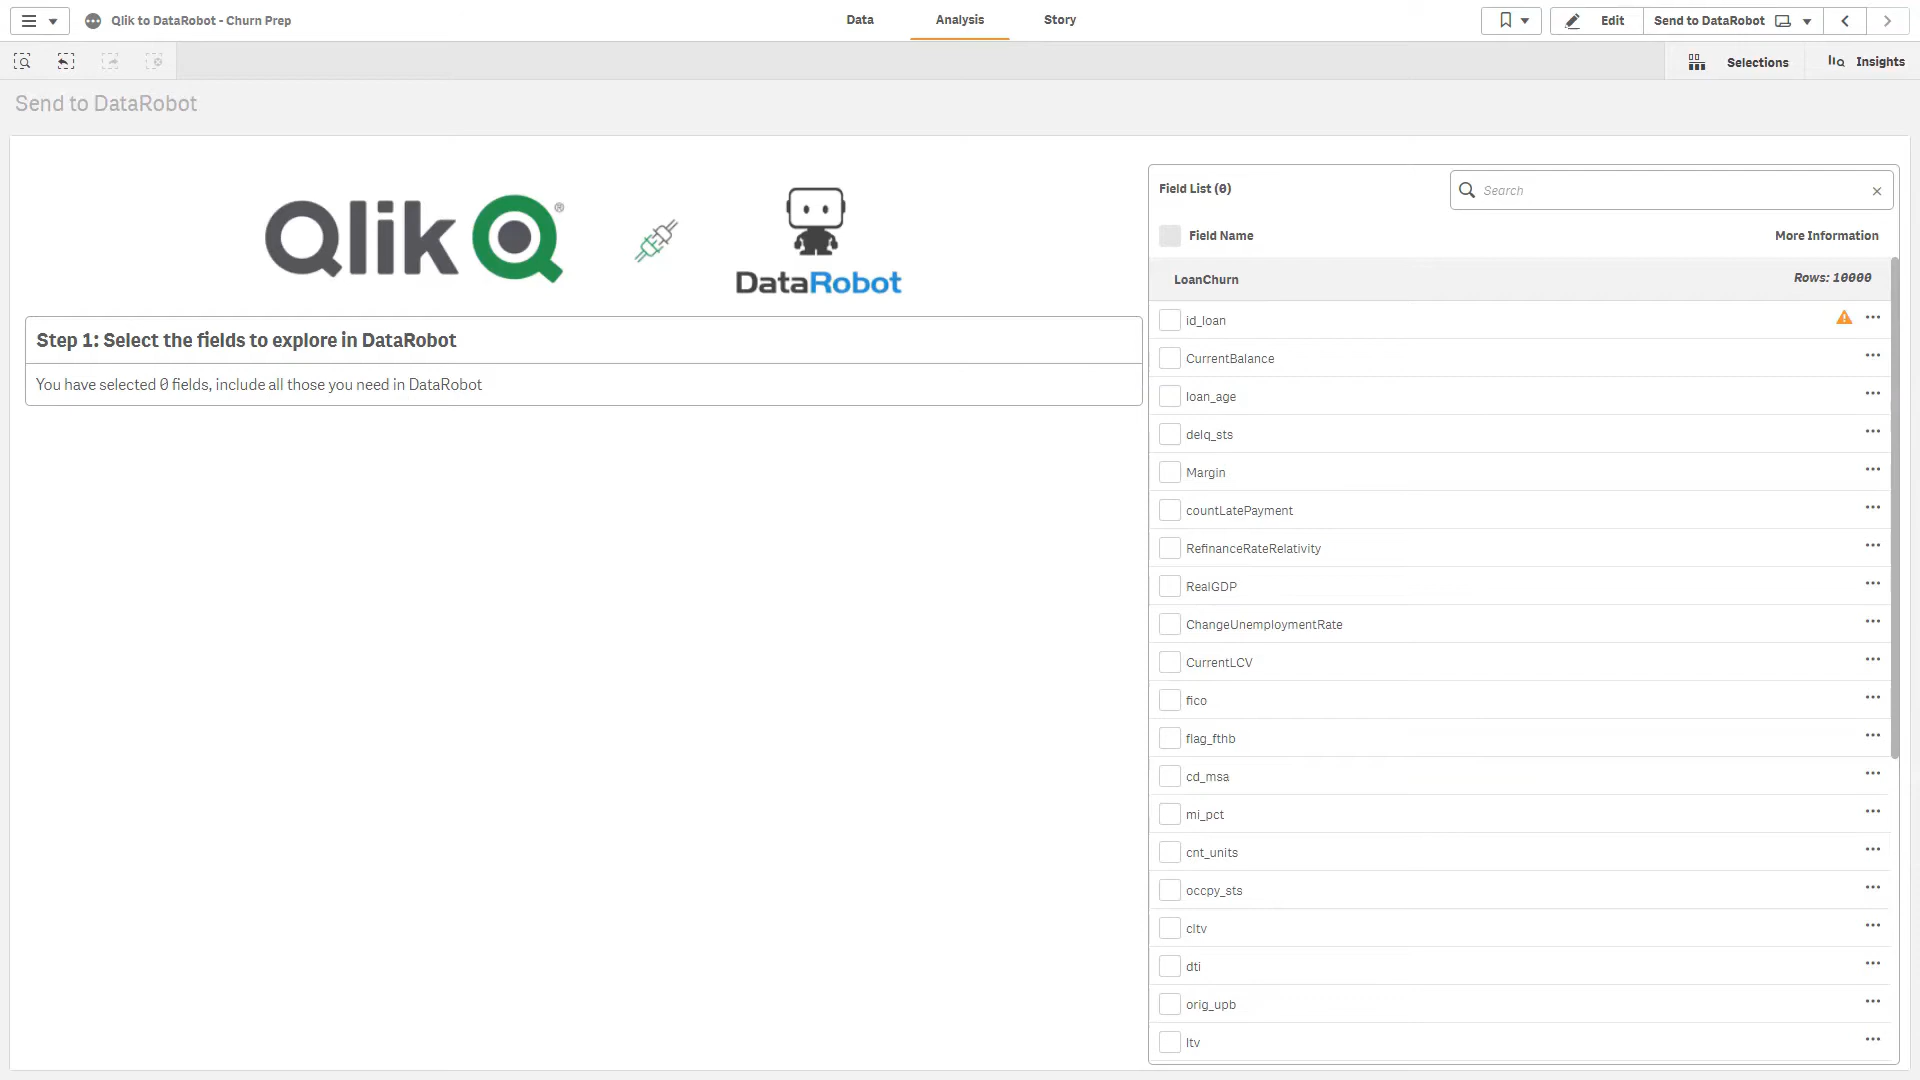 Qlik to DataRobot - Churn Prep
Data
Analysis
Story
Edit
Send to DataRobot
Selections
Insights
Send to DataRobot
Qlik
®
DataRobot
Step 1: Select the fields to explore in DataRobot
You have selected 0 fields, include all those you need in DataRobot
Field List (0)
Search
Field Name
More Information
LoanChurn
Rows: 10000
id_loan
CurrentBalance
loan_age
delq_sts
Margin
countLatePayment
RefinanceRateRelativity
RealGDP
ChangeUnemploymentRate
CurrentLCV
fico
flag_fthb
cd_msa
mi_pct
cnt_units
occpy_sts
cltv
dti
orig_upb
ltv